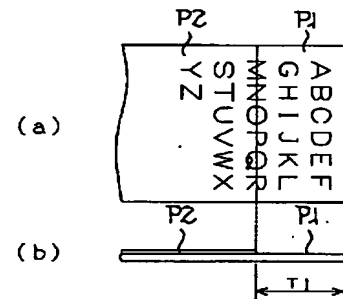 P2 P1
(a)
ABCDEF
GHIJKL
MNOPQR
STUVWX
YZ
P2 P1
(b)
T1